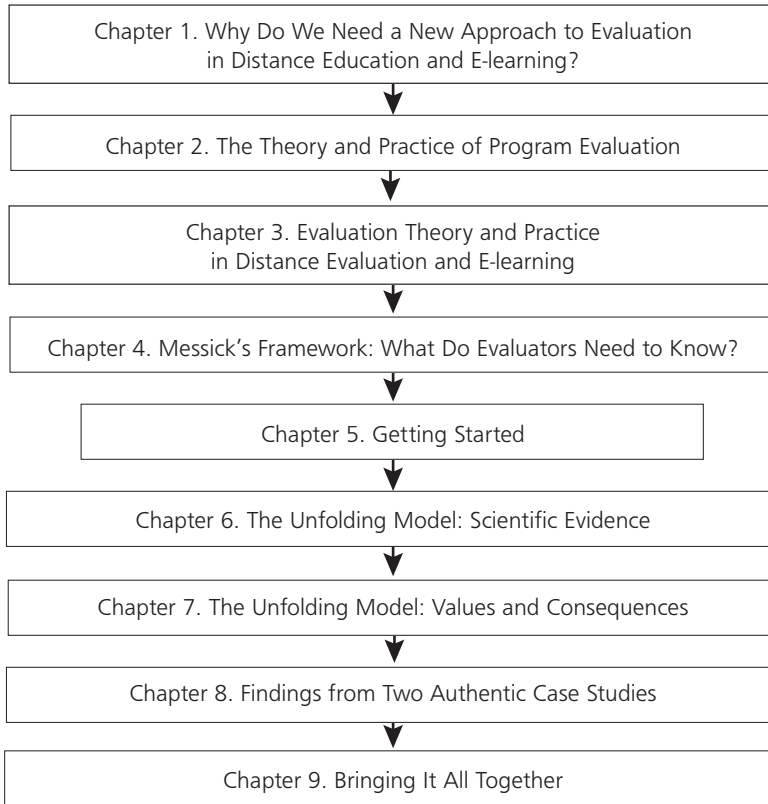 Chapter 1. Why Do We Need a New Approach to Evaluation
in Distance Education and E-learning?
Chapter 2. The Theory and Practice of Program Evaluation
Chapter 3. Evaluation Theory and Practice
in Distance Evaluation and E-learning
Chapter 4. Messick’s Framework: What Do Evaluators Need to Know?
Chapter 5. Getting Started
Chapter 6. The Unfolding Model: Scientific Evidence
Chapter 7. The Unfolding Model: Values and Consequences
Chapter 8. Findings from Two Authentic Case Studies
Chapter 9. Bringing It All Together